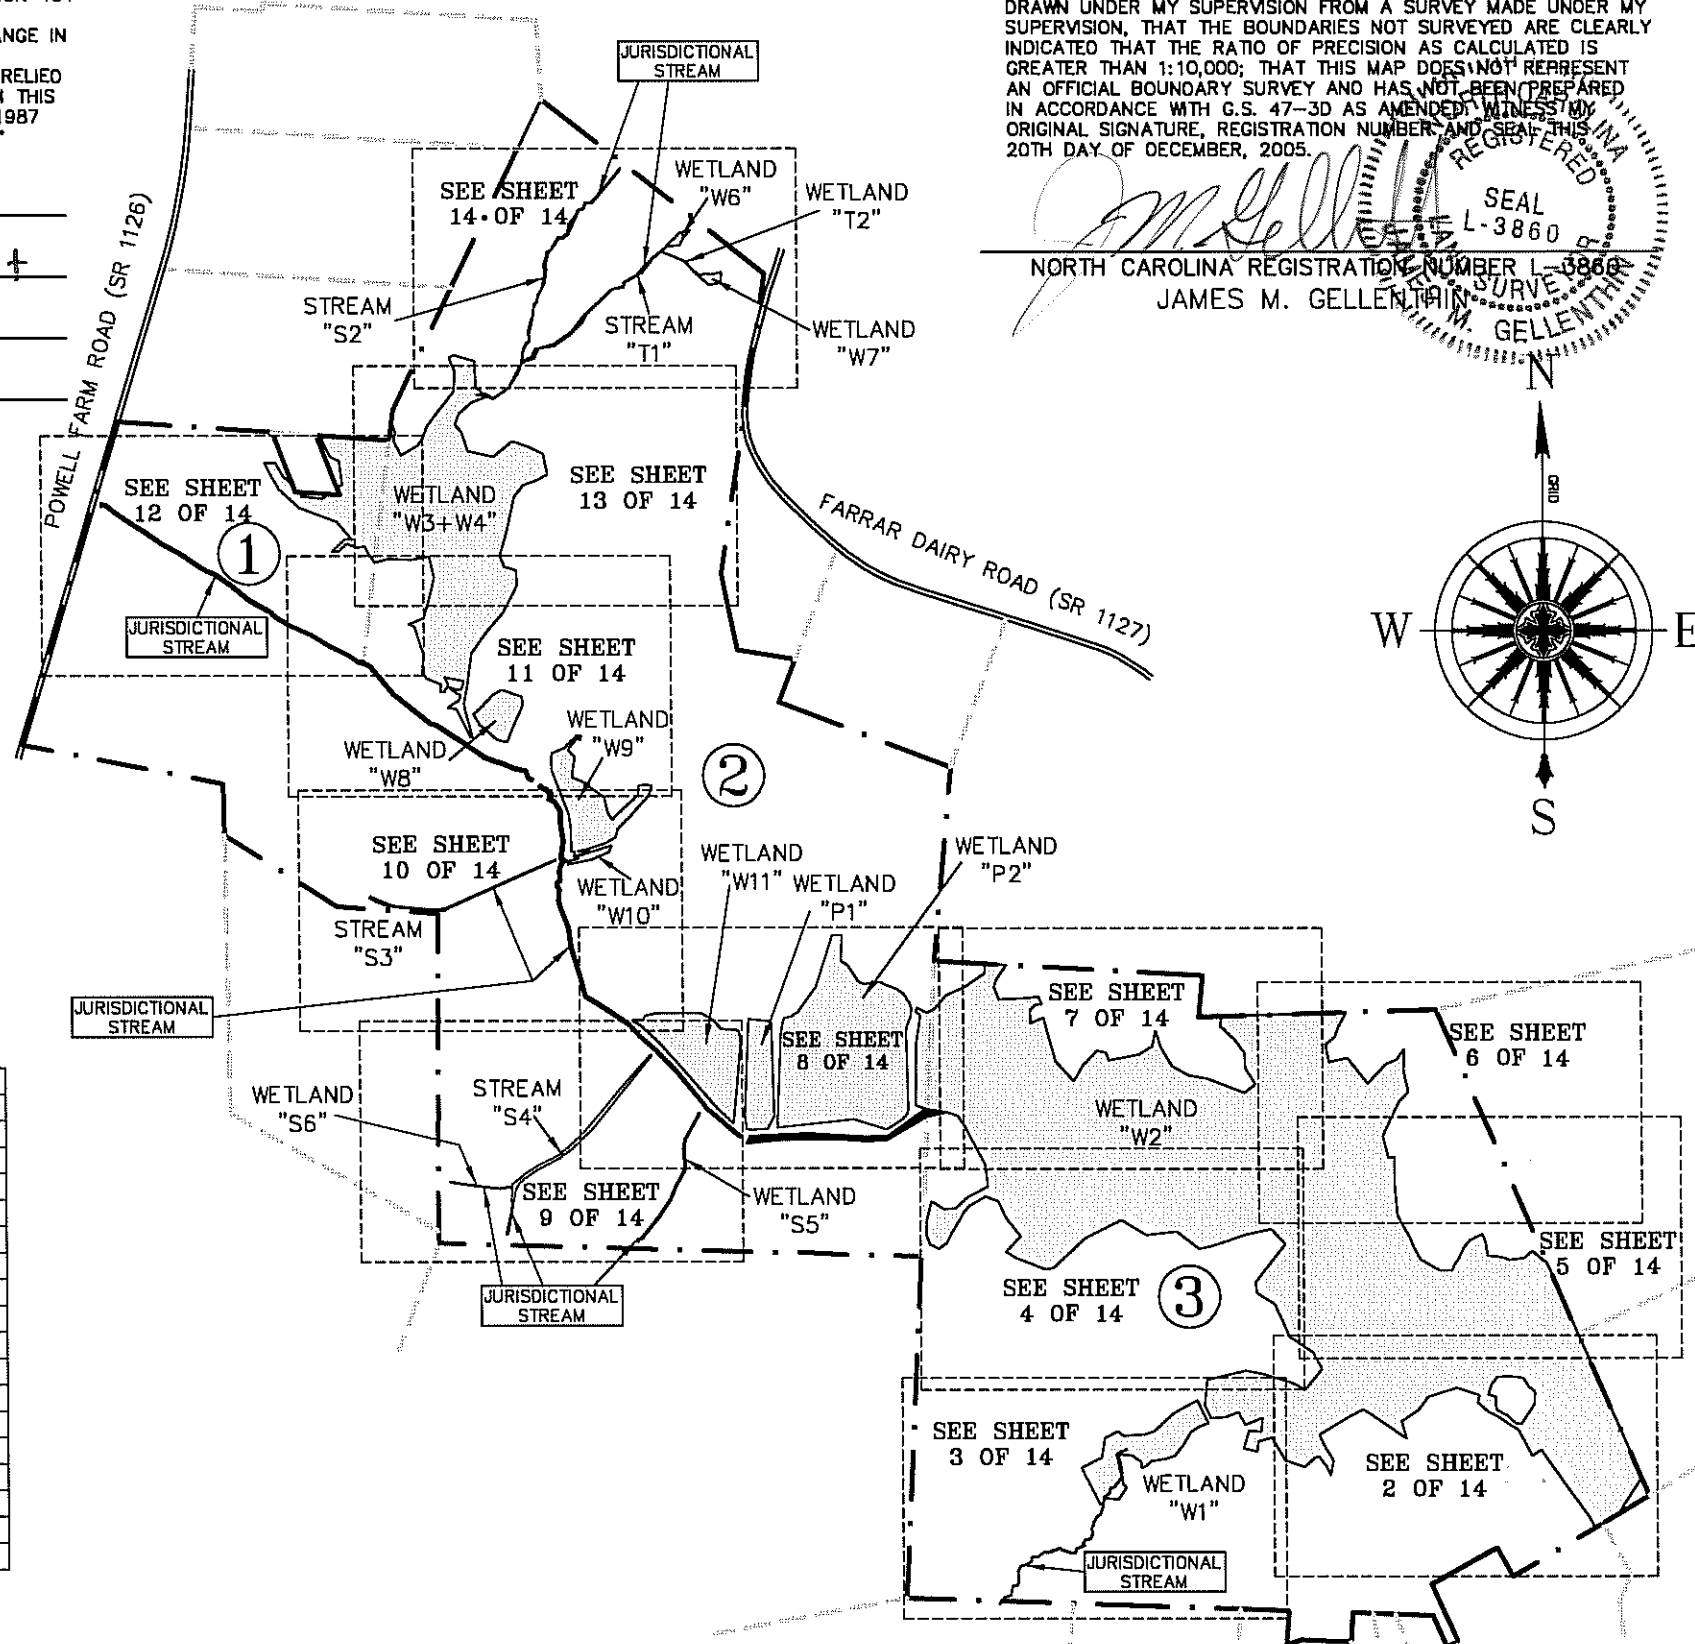 ANGE IN
RELIED
THIS
1987
DRAWN UNDER MY SUPERVISION FROM A SURVEY MADE UNDER MY
SUPERVISION, THAT THE BOUNDARIES NOT SURVEYED ARE CLEARLY
INDICATED THAT THE RATIO OF PRECISION AS CALCULATED IS
GREATER THAN 1:10,000; THAT THIS MAP DOES NOT REPRESENT
AN OFFICIAL BOUNDARY SURVEY AND HAS NOT BEEN PREPARED
IN ACCORDANCE WITH G.S. 47-3D AS AMENDED. WITNESS MY
ORIGINAL SIGNATURE, REGISTRATION NUMBER AND SEAL THIS
20TH DAY OF DECEMBER, 2005.
NORTH CAROLINA
REGISTERED
SEAL
L-3860
LAND SURVEYOR
JAMES M. GELLENTHIN
NORTH CAROLINA REGISTRATION NUMBER L-3860
JAMES M. GELLENTHIN
N
GRID
W
E
S
JURISDICTIONAL
STREAM
SEE SHEET
14 OF 14
WETLAND
"W6"
WETLAND
"T2"
STREAM
"S2"
STREAM
"T1"
WETLAND
"W7"
POWELL FARM ROAD (SR 1126)
SEE SHEET
12 OF 14
1
WETLAND
"W3+W4"
SEE SHEET
13 OF 14
FARRAR DAIRY ROAD (SR 1127)
JURISDICTIONAL
STREAM
SEE SHEET
11 OF 14
WETLAND
"W8"
WETLAND
"W9"
2
SEE SHEET
10 OF 14
WETLAND
"W10"
WETLAND
"W11"
WETLAND
"P1"
WETLAND
"P2"
STREAM
"S3"
JURISDICTIONAL
STREAM
SEE SHEET
8 OF 14
SEE SHEET
7 OF 14
SEE SHEET
6 OF 14
WETLAND
"S6"
STREAM
"S4"
WETLAND
"W2"
SEE SHEET
9 OF 14
WETLAND
"S5"
SEE SHEET
5 OF 14
JURISDICTIONAL
STREAM
SEE SHEET
4 OF 14
3
SEE SHEET
3 OF 14
WETLAND
"W1"
SEE SHEET
2 OF 14
JURISDICTIONAL
STREAM